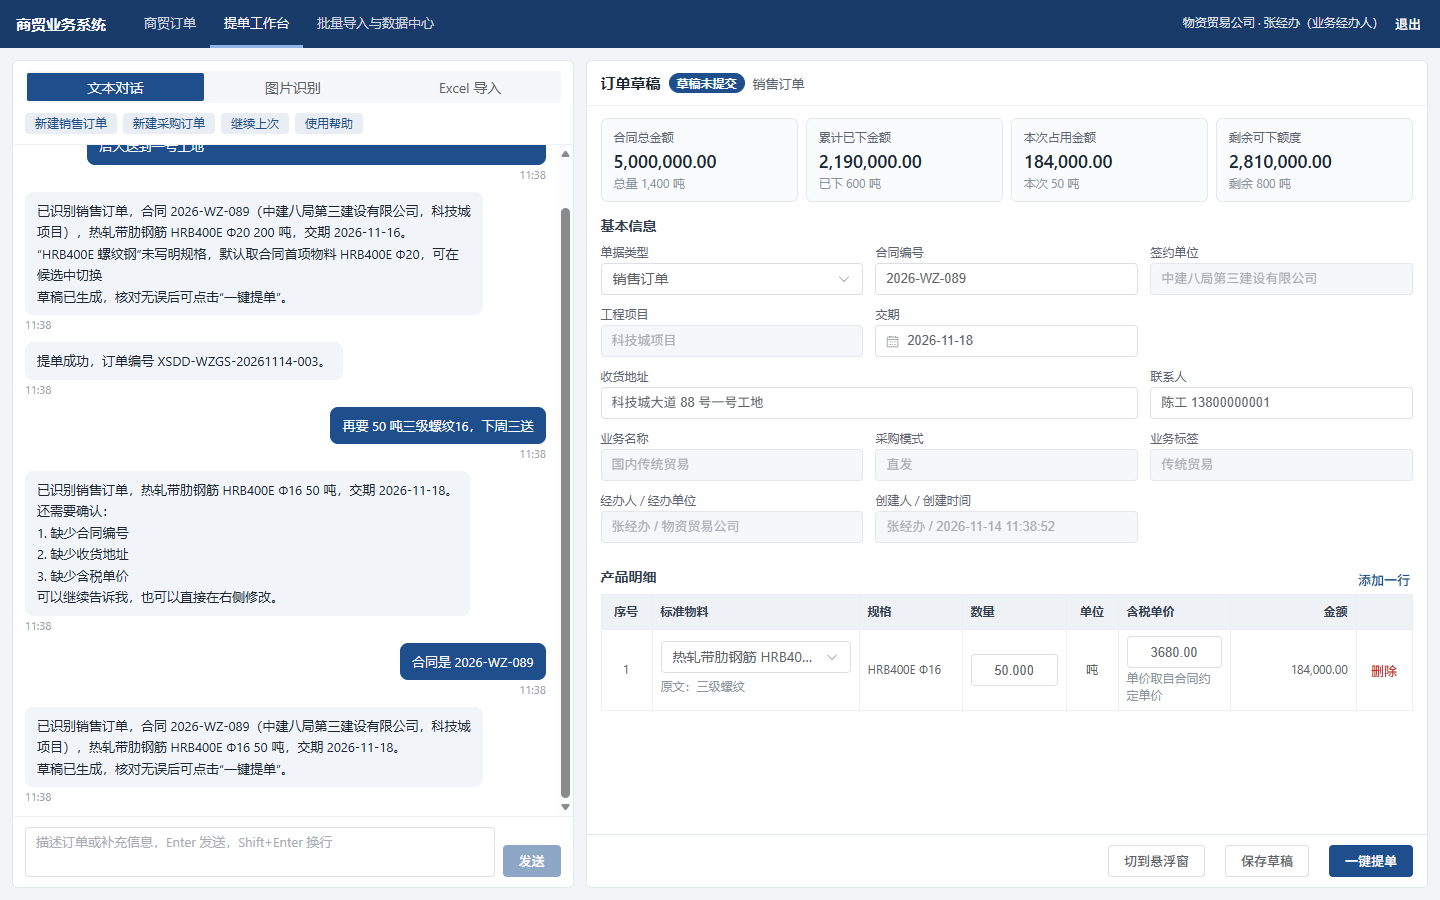 商贸业务系统
商贸订单
提单工作台
批量导入与数据中心
物资贸易公司 · 张经办（业务经办人）
退出
文本对话
图片识别
Excel 导入
新建销售订单
新建采购订单
继续上次
使用帮助
11:38
已识别销售订单，合同 2026-WZ-089（中建八局第三建设有限公司，科技城
项目），热轧带肋钢筋 HRB400E Φ20 200 吨，交期 2026-11-16。
“HRB400E 螺纹钢”未写明规格，默认取合同首项物料 HRB400E Φ20，可在
候选中切换
草稿已生成，核对无误后可点击“一键提单”。
11:38
提单成功，订单编号 XSDD-WZGS-20261114-003。
11:38
再要 50 吨三级螺纹16，下周三送
11:38
已识别销售订单，热轧带肋钢筋 HRB400E Φ16 50 吨，交期 2026-11-18。
还需要确认：
1. 缺少合同编号
2. 缺少收货地址
3. 缺少含税单价
可以继续告诉我，也可以直接在右侧修改。
11:38
合同是 2026-WZ-089
11:38
已识别销售订单，合同 2026-WZ-089（中建八局第三建设有限公司，科技城
项目），热轧带肋钢筋 HRB400E Φ16 50 吨，交期 2026-11-18。
草稿已生成，核对无误后可点击“一键提单”。
11:38
描述订单或补充信息，Enter 发送，Shift+Enter 换行
发送
订单草稿
草稿未提交
销售订单
合同总金额
5,000,000.00
总量 1,400 吨
累计已下金额
2,190,000.00
已下 600 吨
本次占用金额
184,000.00
本次 50 吨
剩余可下额度
2,810,000.00
剩余 800 吨
基本信息
单据类型
销售订单
合同编号
2026-WZ-089
签约单位
中建八局第三建设有限公司
工程项目
科技城项目
交期
2026-11-18
收货地址
科技城大道 88 号一号工地
联系人
陈工 13800000001
业务名称
国内传统贸易
采购模式
直发
业务标签
传统贸易
经办人 / 经办单位
张经办 / 物资贸易公司
创建人 / 创建时间
张经办 / 2026-11-14 11:38:52
产品明细
添加一行
序号 标准物料 规格 数量 单位 含税单价 金额
1
热轧带肋钢筋 HRB40...
原文：三级螺纹
HRB400E Φ16
50.000
吨
3680.00
单价取自合同约
定单价
184,000.00
删除
切到悬浮窗
保存草稿
一键提单